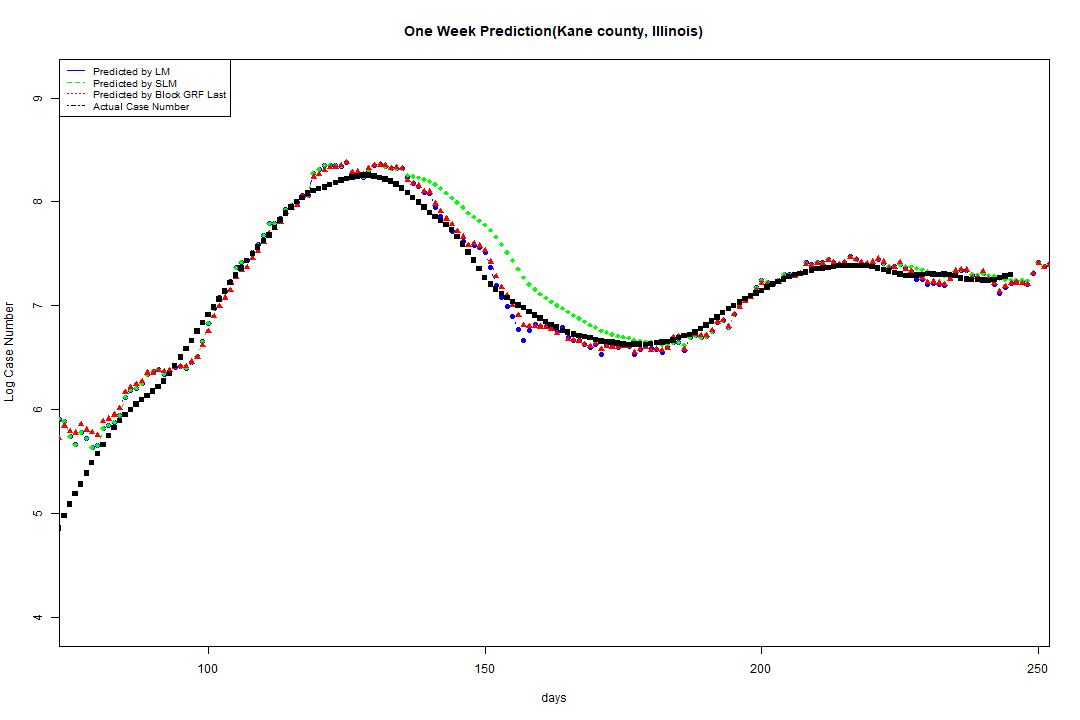 One Week Prediction(Kane county, Illinois)
Predicted by LM
Predicted by SLM
Predicted by Block GRF Last
Actual Case Number
9
8
7
6
5
4
Log Case Number
100 150 200 250
days